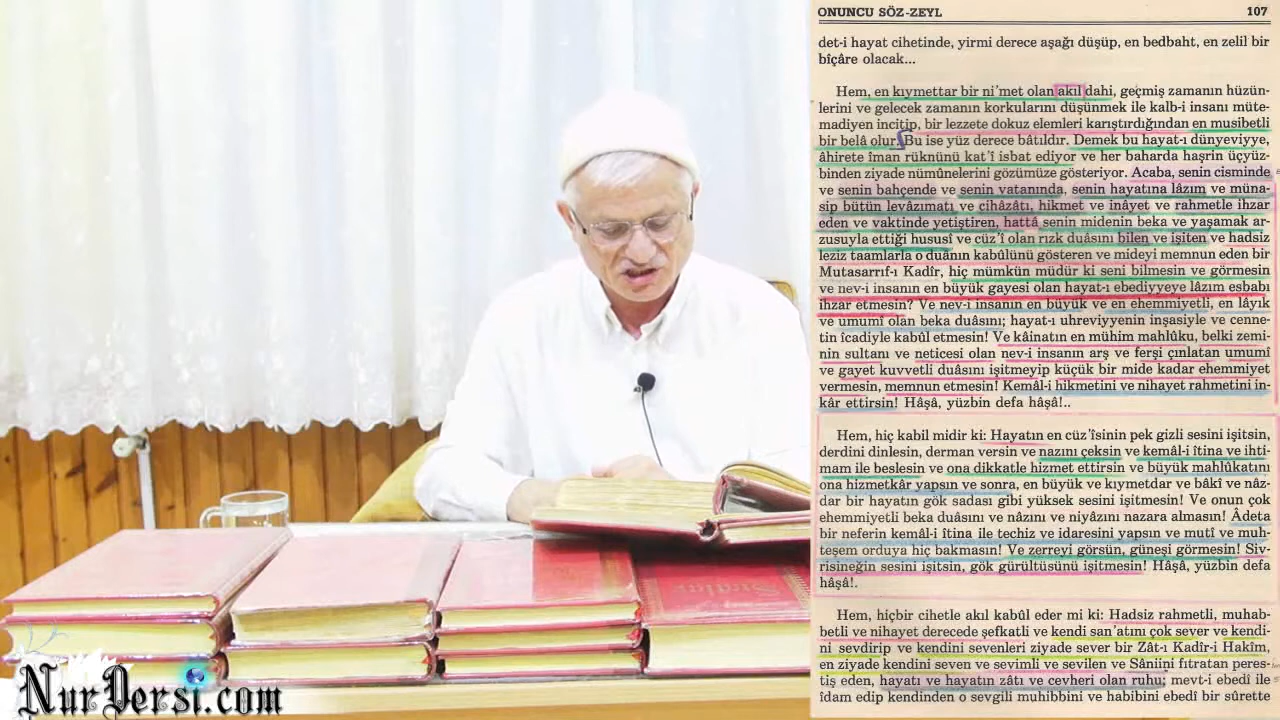 ONUNCU SÖZ-ZEYL 107
det-i hayat cihetinde, yirmi derece aşağı düşüp, en bedbaht, en zelil bir
bîçâre olacak...
Hem, en kıymettar bir ni'met olan akıl dahi, geçmiş zamanın hüzün-
lerini ve gelecek zamanın korkularını düşünmek ile kalb-i insanı müte-
madiyen incitip, bir lezzete dokuz elemleri karıştırdığından en musibetli
bir belâ olur. Bu ise yüz derece bâtıldır. Demek bu hayat-ı dünyeviyye,
âhirete îman rüknünü kat'î isbat ediyor ve her baharda haşrin üçyüz-
binden ziyade nümûnelerini gözümüze gösteriyor. Acaba, senin cisminde
ve senin bahçende ve senin vatanında, senin hayatına lâzım ve müna-
sip bütün levâzımatı ve cihâzâtı, hikmet ve inâyet ve rahmetle ihzar
eden ve vaktinde yetiştiren, hattâ senin midenin beka ve yaşamak ar-
zusuyla ettiği hususî ve cüz'î olan rızk duâsını bilen ve işiten ve hadsiz
leziz taamlarla o duânın kabûlünü gösteren ve mideyi memnun eden bir
Mutasarrıf-ı Kadîr, hiç mümkün müdür ki seni bilmesin ve görmesin
ve nev-i insanın en büyük gayesi olan hayat-ı ebediyyeye lâzım esbabı
ihzar etmesin? Ve nev-i insanın en büyük ve en ehemmiyetli, en lâyık
ve umumî olan beka duâsını; hayat-ı uhreviyyenin inşasiyle ve cenne-
tin îcadiyle kabûl etmesin! Ve kâinatın en mühim mahlûku, belki zemi-
nin sultanı ve neticesi olan nev-i insanın arş ve ferşi çınlatan umumî
ve gayet kuvvetli duâsını işitmeyip küçük bir mide kadar ehemmiyet
vermesin, memnun etmesin! Kemâl-i hikmetini ve nihayet rahmetini in-
kâr ettirsin! Hâşâ, yüzbin defa hâşâ!..
Hem, hiç kabil midir ki: Hayatın en cüz'îsinin pek gizli sesini işitsin,
derdini dinlesin, derman versin ve nazını çeksin ve kemâl-i îtina ve ihti-
mam ile beslesin ve ona dikkatle hizmet ettirsin ve büyük mahlûkatını
ona hizmetkâr yapsın ve sonra, en büyük ve kıymetdar ve bâkî ve nâz-
dar bir hayatın gök sadası gibi yüksek sesini işitmesin! Ve onun çok
ehemmiyetli beka duâsını ve nâzını ve niyâzını nazara almasın! Âdeta
bir neferin kemâl-i îtina ile techiz ve idaresini yapsın ve mutî ve muh-
teşem orduya hiç bakmasın! Ve zerreyi görsün, güneşi görmesin! Siv-
risineğin sesini işitsin, gök gürültüsünü işitmesin! Hâşâ, yüzbin defa
hâşâ!.
Hem, hiçbir cihetle akıl kabûl eder mi ki: Hadsiz rahmetli, muhab-
betli ve nihayet derecede şefkatli ve kendi san'atını çok sever ve kendi-
ni sevdirip ve kendini sevenleri ziyade sever bir Zât-ı Kadîr-i Hakîm,
en ziyade kendini seven ve sevimli ve sevilen ve Sâniini fıtratan peres-
tiş eden, hayatı ve hayatın zâtı ve cevheri olan ruhu; mevt-i ebedî ile
îdam edip kendinden o sevgili muhibbini ve habibini ebedî bir sûrette
Sözler
NurDersi.com